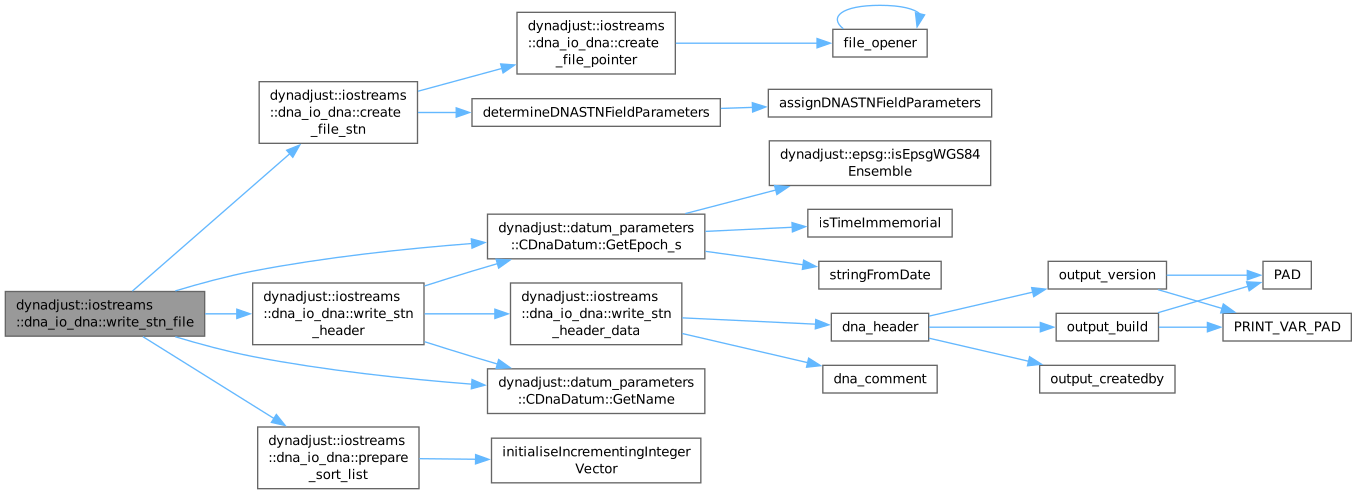 dynadjust::iostreams
::dna_io_dna::write_stn_file
dynadjust::iostreams
::dna_io_dna::create
_file_stn
dynadjust::iostreams
::dna_io_dna::create
_file_pointer
file_opener
determineDNASTNFieldParameters
assignDNASTNFieldParameters
dynadjust::datum_parameters
::CDnaDatum::GetEpoch_s
dynadjust::epsg::isEpsgWGS84
Ensemble
isTimeImmemorial
stringFromDate
dynadjust::iostreams
::dna_io_dna::write_stn
_header
dynadjust::iostreams
::dna_io_dna::write_stn
_header_data
dna_header
output_version
PAD
output_build
PRINT_VAR_PAD
output_createdby
dna_comment
dynadjust::datum_parameters
::CDnaDatum::GetName
dynadjust::iostreams
::dna_io_dna::prepare
_sort_list
initialiseIncrementingInteger
Vector